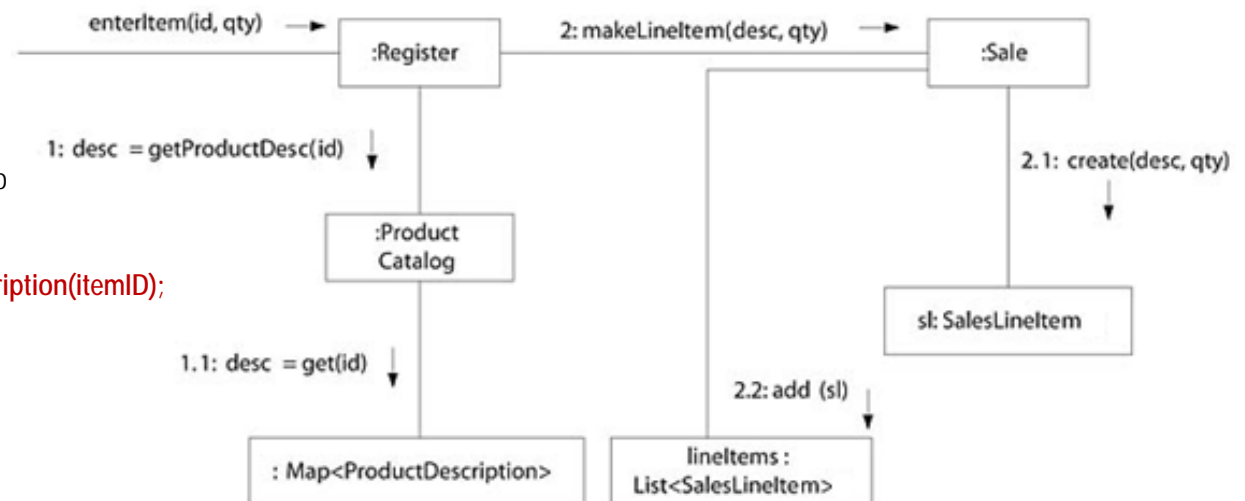 enterItem(id, qty)
2: makeLineItem(desc, qty)
:Register
:Sale
1: desc = getProductDesc(id)
2.1: create(desc, qty)
:Product
Catalog
ription(itemID);
sl: SalesLineItem
1.1: desc = get(id)
2.2: add (sl)
: Map<ProductDescription>
lineItems :
List<SalesLineItem>